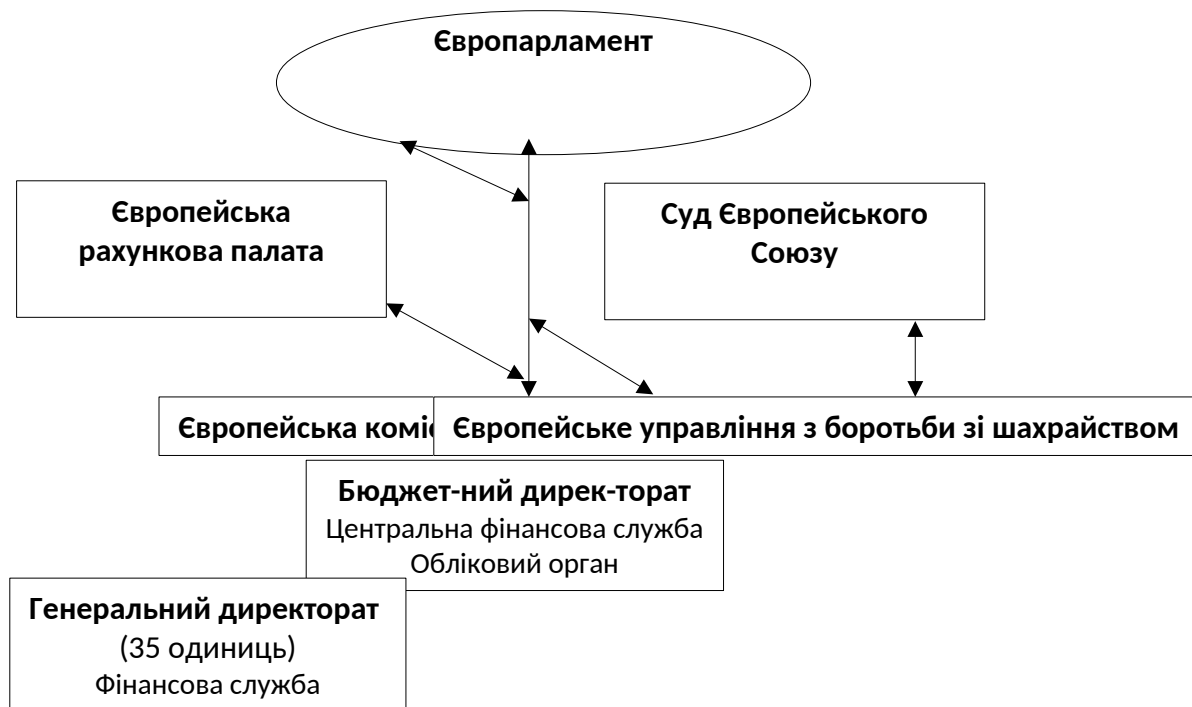 Європарламент
Європейська
рахункова палата
Суд Європейського
Союзу
Європейська
Європейське управління з боротьби зі шахрайством
Бюджет-ний дирек-торат
Центральна фінансова служба
Обліковий орган
Генеральний директорат
(35 одиниць)
Фінансова служба